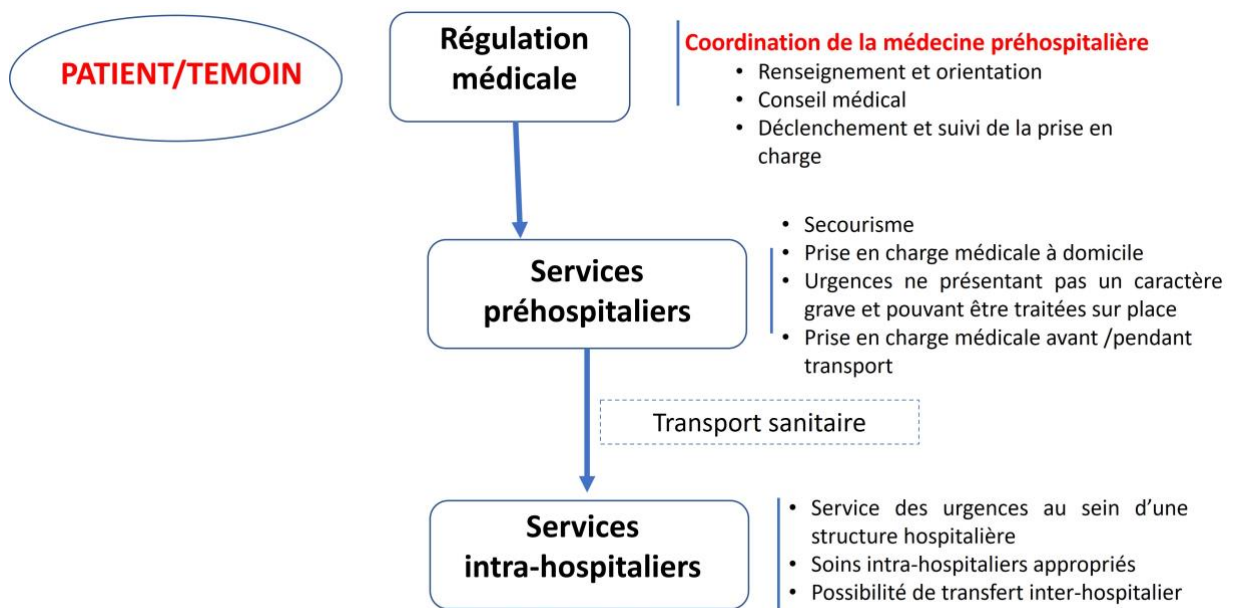 PATIENT/TEMOIN
Régulation
médicale
Coordination de la médecine préhospitalière
• Renseignement et orientation
• Conseil médical
• Déclenchement et suivi de la prise en
charge
Services
préhospitaliers
• Secourisme
• Prise en charge médicale à domicile
• Urgences ne présentant pas un caractère
grave et pouvant être traitées sur place
• Prise en charge médicale avant /pendant
transport
Transport sanitaire
Services
intra-hospitaliers
• Service des urgences au sein d’une
structure hospitalière
• Soins intra-hospitaliers appropriés
• Possibilité de transfert inter-hospitalier